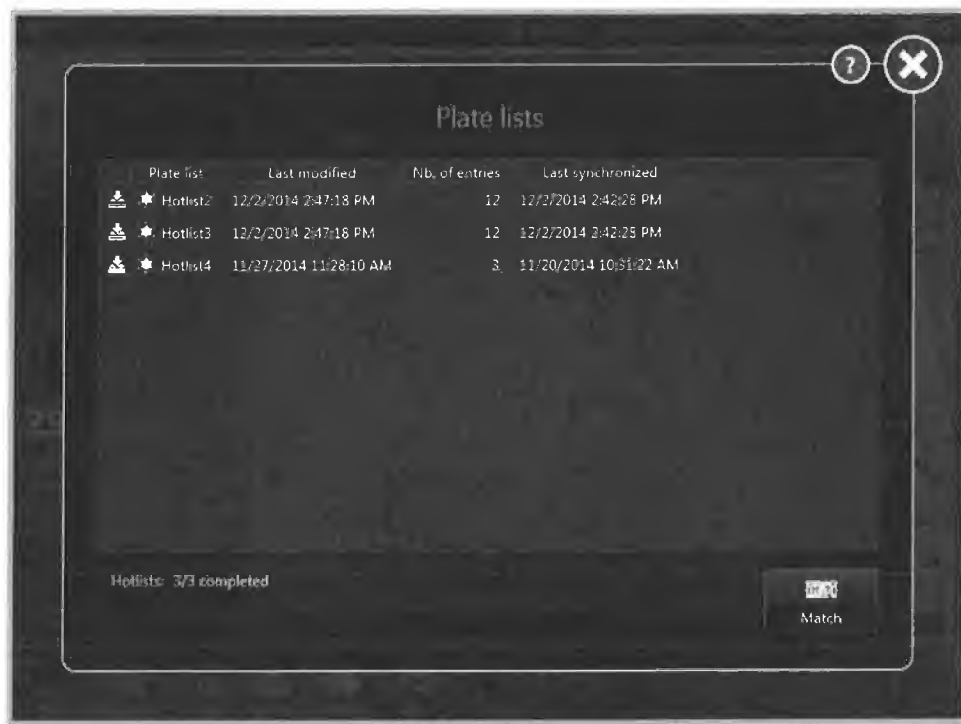 ?
Plate lists
Plate list Last modified Nb. of entries Last synchronized
Hotlist2 12/2/2014 2:47:18 PM 12 12/2/2014 2:42:28 PM
Hotlist3 12/2/2014 2:47:18 PM 12 12/2/2014 2:42:28 PM
Hotlist4 11/27/2014 11:28:10 AM 3 11/20/2014 10:31:22 AM
Hotlists: 3/3 completed
Match